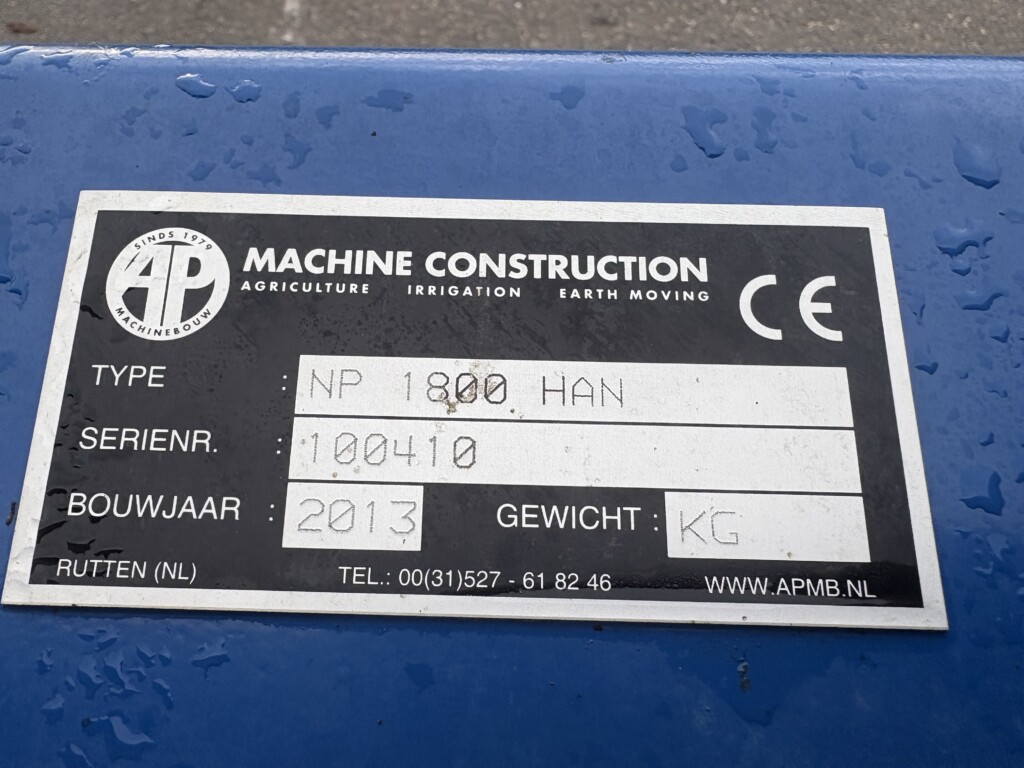 SINDS 1979
AP
MACHINEBOUW
MACHINE CONSTRUCTION
AGRICULTURE IRRIGATION EARTH MOVING
CE
TYPE : NP 1800 HAN
SERIENR. : 100410
BOUWJAAR : 2013 GEWICHT : KG
RUTTEN (NL) TEL.: 00(31)527 - 61 82 46 WWW.APMB.NL